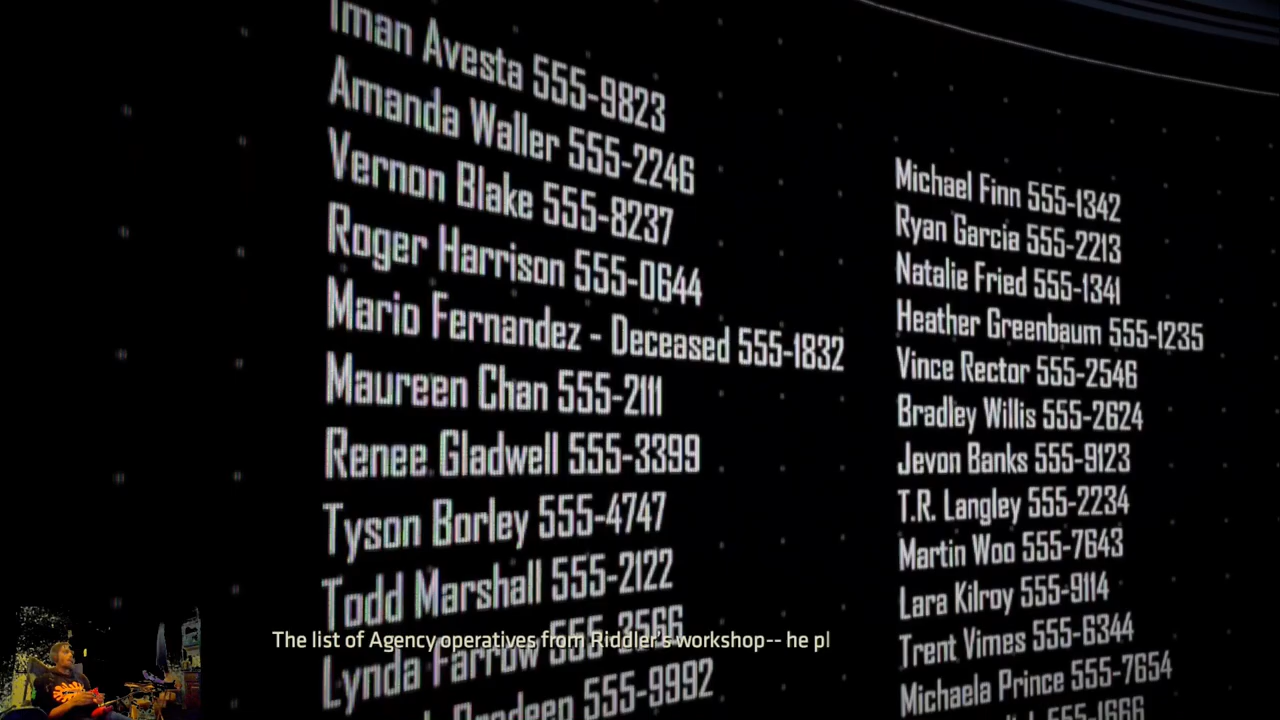 Iman Avesta 555-9823
Amanda Waller 555-2246
Vernon Blake 555-8237
Roger Harrison 555-0644
Mario Fernandez - Deceased 555-1832
Maureen Chan 555-2111
Renee Gladwell 555-3399
Tyson Borley 555-4747
Todd Marshall 555-2122
Lynda Farrow 555-3566
Pradeep 555-9992
Michael Finn 555-1342
Ryan Garcia 555-2213
Natalie Fried 555-1341
Heather Greenbaum 555-1235
Vince Rector 555-2546
Bradley Willis 555-2624
Jevon Banks 555-9123
T.R. Langley 555-2234
Martin Woo 555-7643
Lara Kilroy 555-9114
Trent Vimes 555-6344
Michaela Prince 555-7654
555-1666
The list of Agency operatives from Riddler's workshop-- he pl